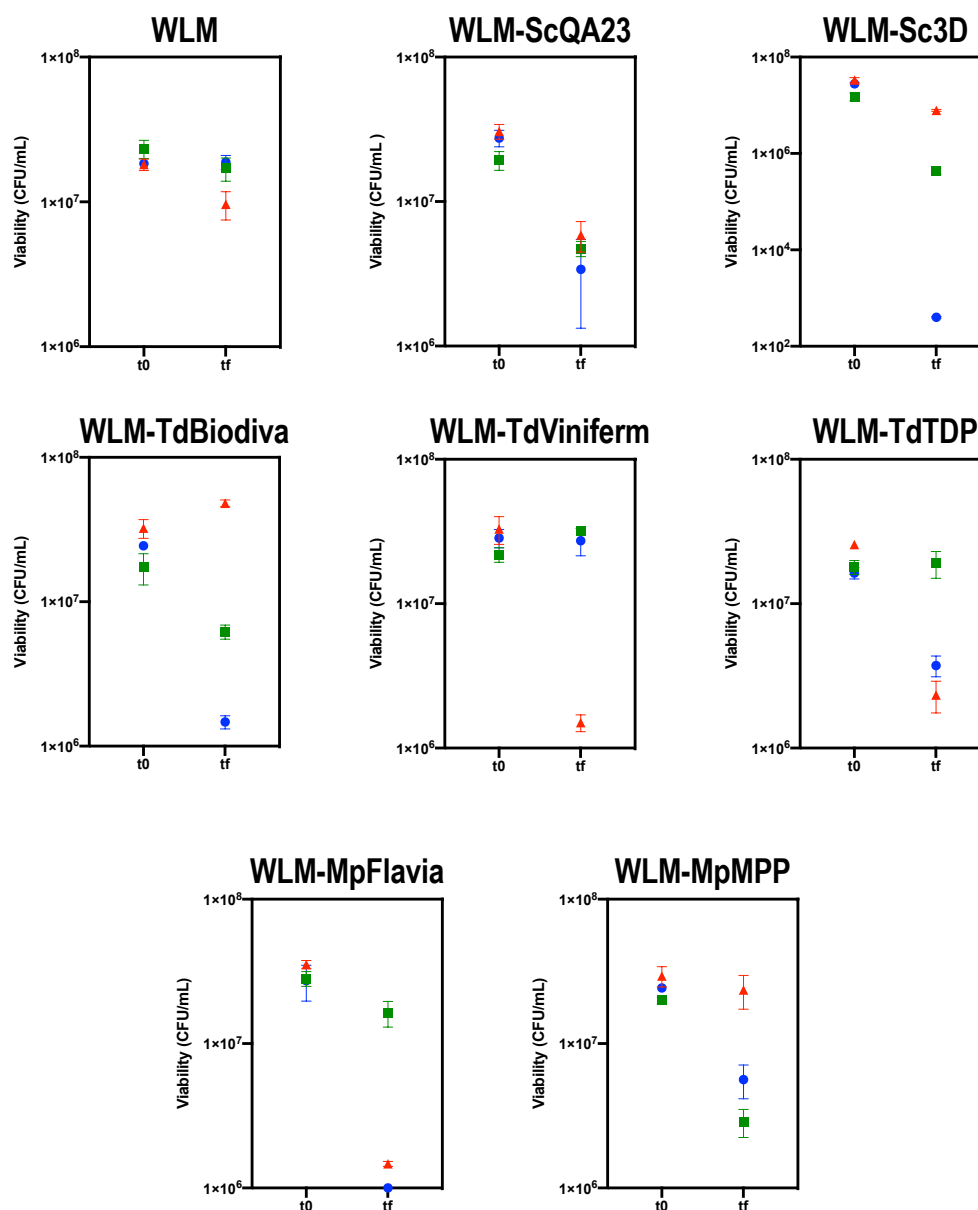 WLM
Viability (CFU/mL)
1×10⁸
1×10⁷
1×10⁶
t0 tf
WLM-ScQA23
Viability (CFU/mL)
1×10⁸
1×10⁷
1×10⁶
t0 tf
WLM-Sc3D
Viability (CFU/mL)
1×10⁸
1×10⁶
1×10⁴
1×10²
t0 tf
WLM-TdBiodiva
Viability (CFU/mL)
1×10⁸
1×10⁷
1×10⁶
t0 tf
WLM-TdViniferm
Viability (CFU/mL)
1×10⁸
1×10⁷
1×10⁶
t0 tf
WLM-TdTDP
Viability (CFU/mL)
1×10⁸
1×10⁷
1×10⁶
t0 tf
WLM-MpFlavia
Viability (CFU/mL)
1×10⁸
1×10⁷
1×10⁶
t0 tf
WLM-MpMPP
Viability (CFU/mL)
1×10⁸
1×10⁷
1×10⁶
t0 tf